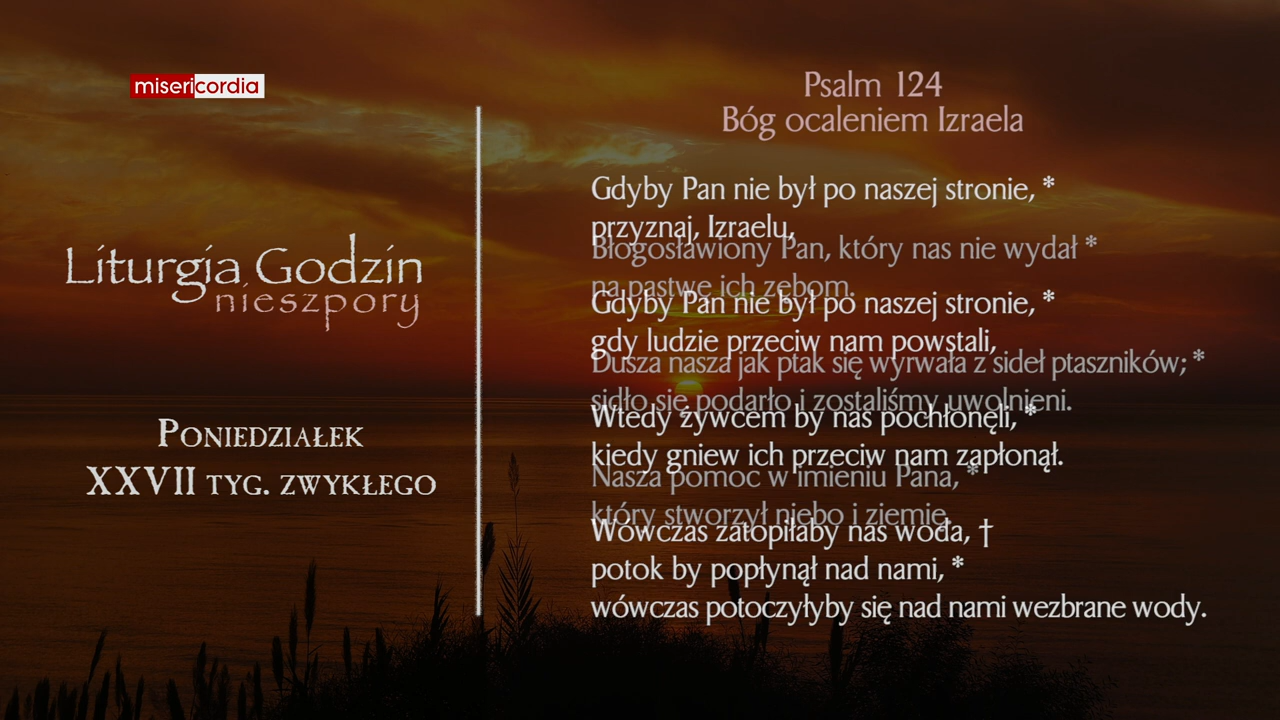 misericordia
Liturgia Godzin
nieszpory
Poniedziałek
XXVII tyg. zwykłego
Psalm 124
Bóg ocaleniem Izraela
Gdyby Pan nie był po naszej stronie, *
przyznaj, Izraelu,
Błogosławiony Pan, który nas nie wydał *
na pastwę ich zębom.
Gdyby Pan nie był po naszej stronie, *
gdy ludzie przeciw nam powstali,
Dusza nasza jak ptak się wyrwała z sideł ptaszników; *
sidło się podarło i zostaliśmy uwolnieni.
Wtedy żywcem by nas pochłonęli, *
kiedy gniew ich przeciw nam zapłonął.
Nasza pomoc w imieniu Pana, *
który stworzył niebo i ziemię.
Wówczas zatopiłaby nas woda, †
potok by popłynął nad nami, *
wówczas potoczyłyby się nad nami wezbrane wody.